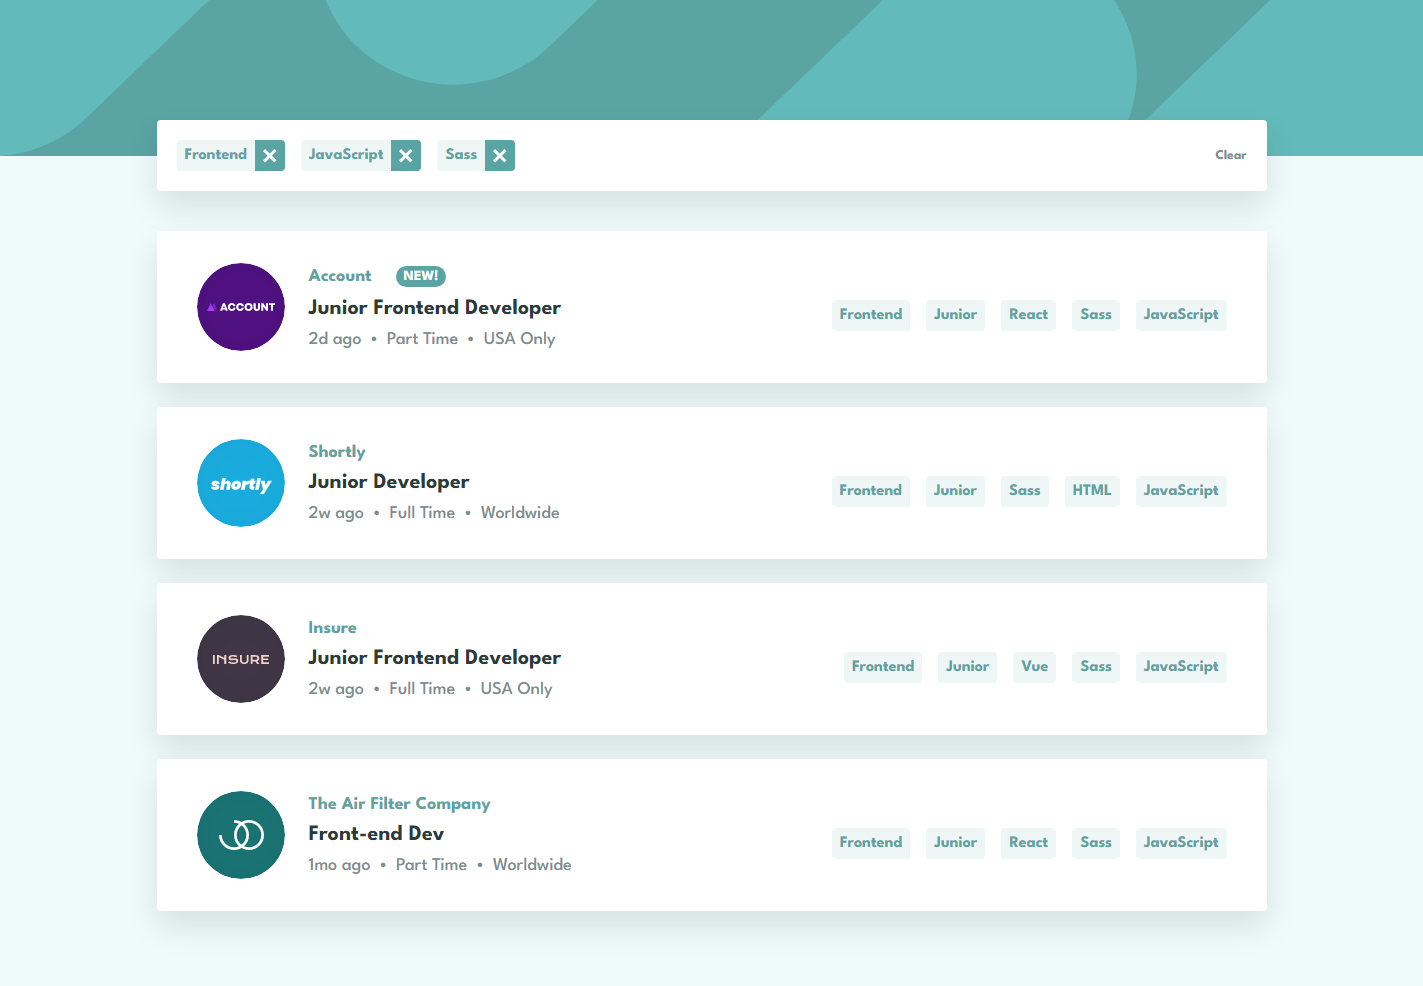 Frontend JavaScript Sass Clear
ACCOUNT
Account NEW!
Junior Frontend Developer
2d ago • Part Time • USA Only
Frontend Junior React Sass JavaScript
shortly
Shortly
Junior Developer
2w ago • Full Time • Worldwide
Frontend Junior Sass HTML JavaScript
INSURE
Insure
Junior Frontend Developer
2w ago • Full Time • USA Only
Frontend Junior Vue Sass JavaScript
The Air Filter Company
Front-end Dev
1mo ago • Part Time • Worldwide
Frontend Junior React Sass JavaScript